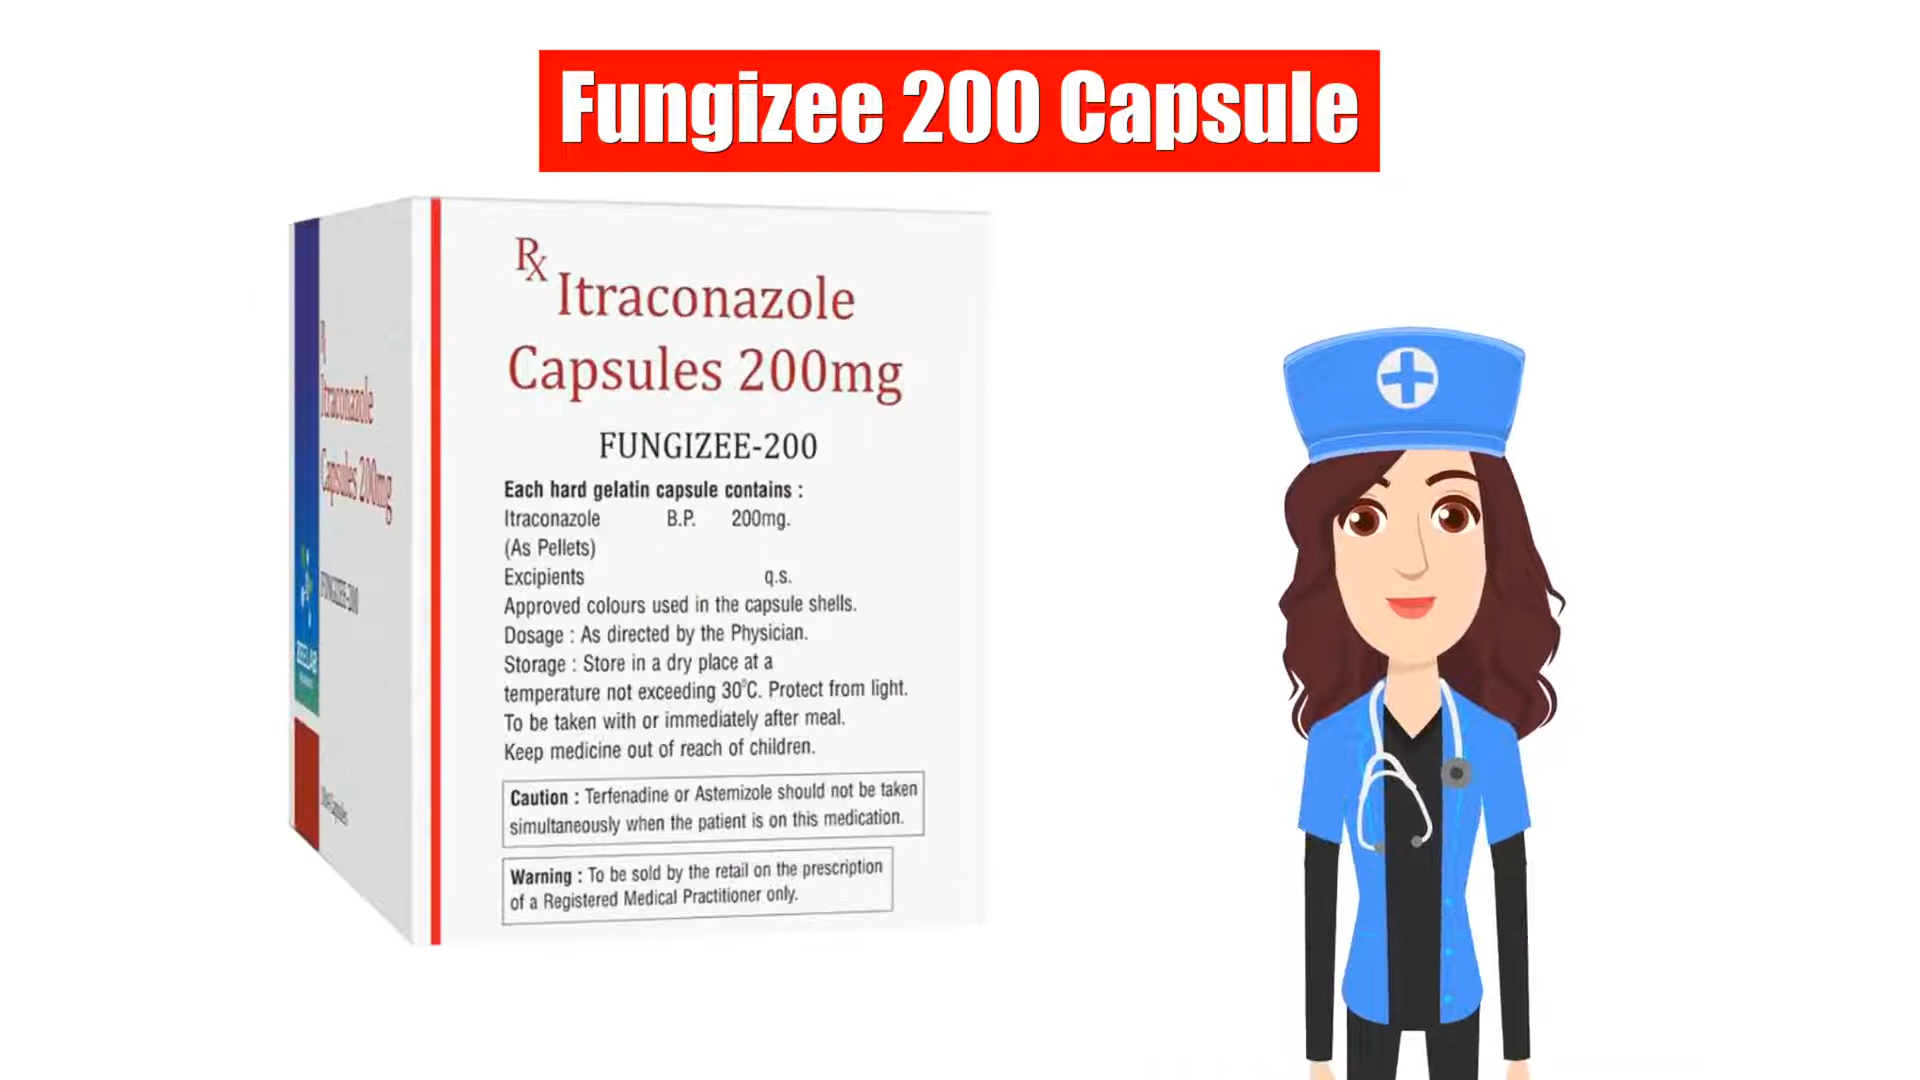 Fungizee 200 Capsule
Rx
Itraconazole
Capsules 200mg
FUNGIZEE-200
Each hard gelatin capsule contains :
Itraconazole B.P. 200mg.
(As Pellets)
Excipients q.s.
Approved colours used in the capsule shells.
Dosage : As directed by the Physician.
Storage : Store in a dry place at a
temperature not exceeding 30°C. Protect from light.
To be taken with or immediately after meal.
Keep medicine out of reach of children.
Caution : Terfenadine or Astemizole should not be taken
simultaneously when the patient is on this medication.
Warning : To be sold by the retail on the prescription
of a Registered Medical Practitioner only.
Rx
Itraconazole
Capsules 200mg
FUNGIZEE-200
ZEELAB